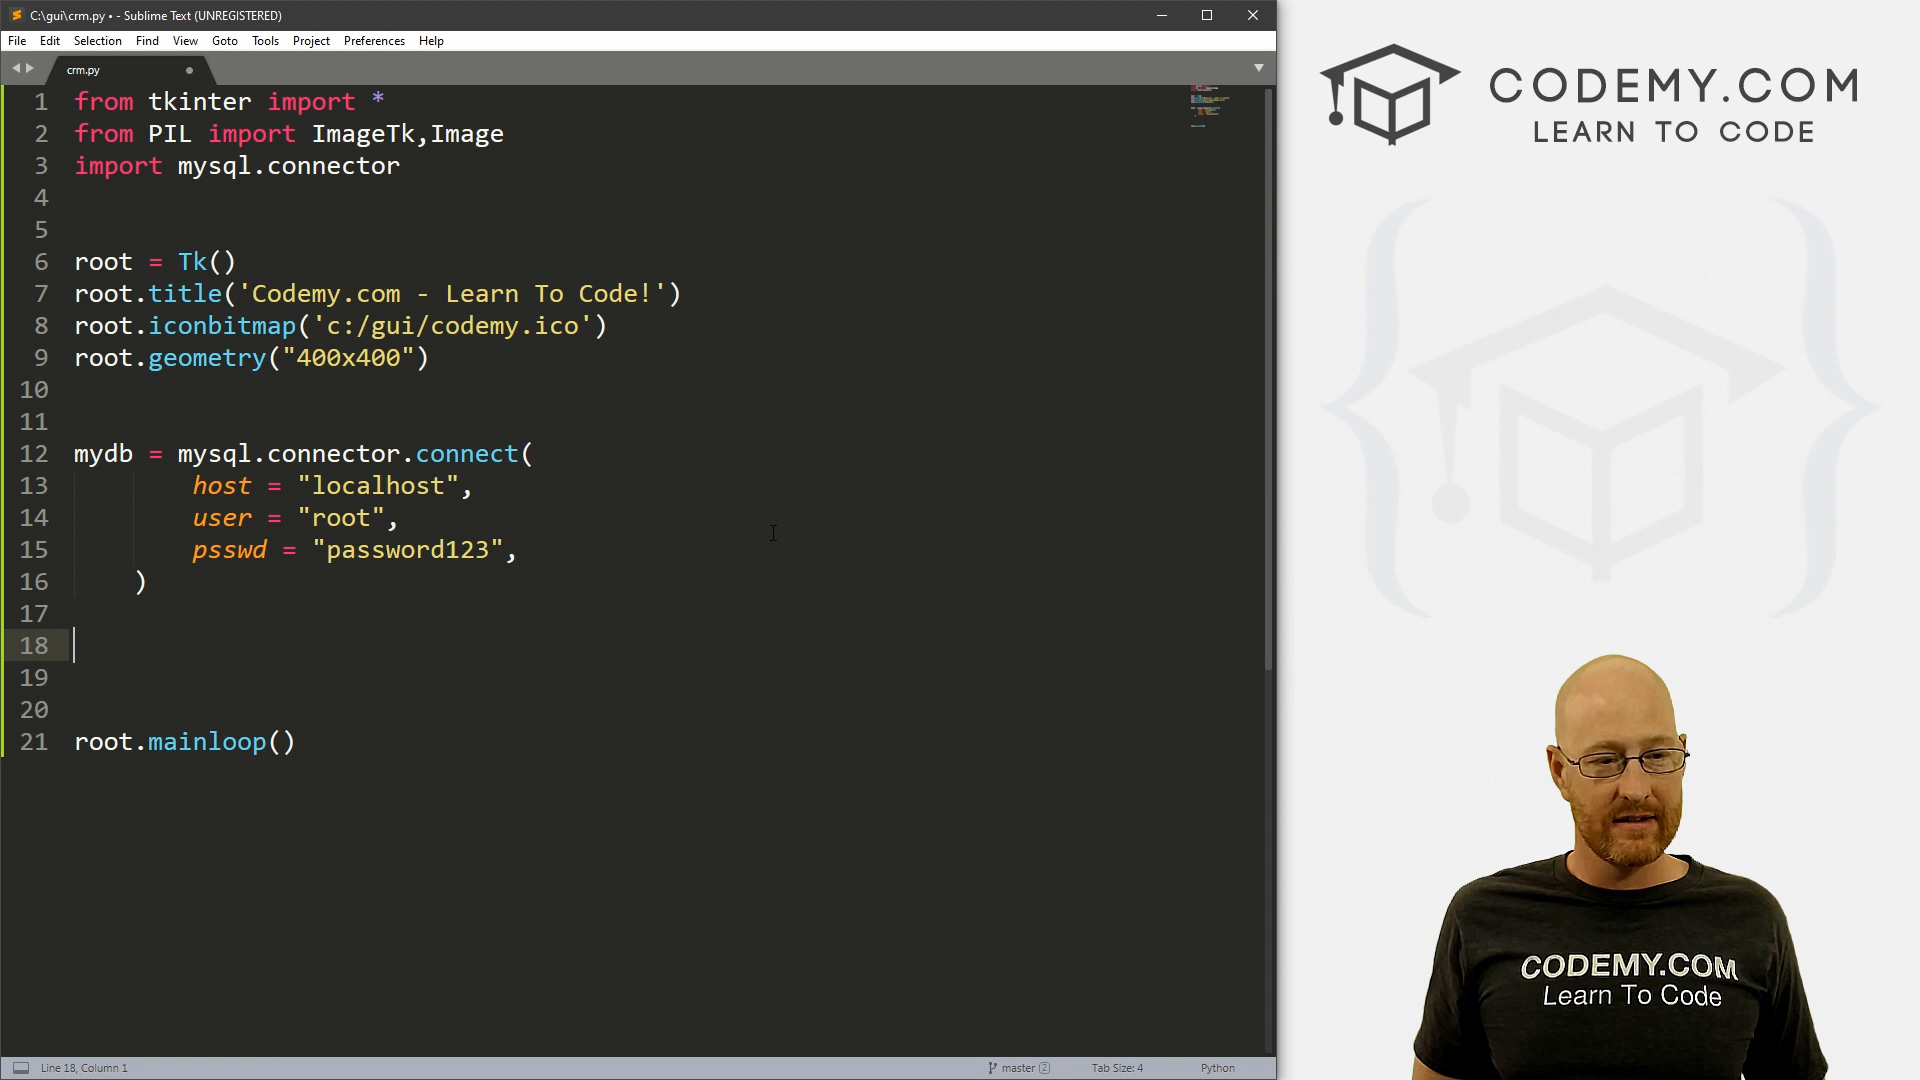 C:\gui\crm.py • - Sublime Text (UNREGISTERED)
File Edit Selection Find View Goto Tools Project Preferences Help
crm.py
1 from tkinter import *
2 from PIL import ImageTk,Image
3 import mysql.connector
4
5
6 root = Tk()
7 root.title('Codemy.com - Learn To Code!')
8 root.iconbitmap('c:/gui/codemy.ico')
9 root.geometry("400x400")
10
11
12 mydb = mysql.connector.connect(
13 host = "localhost",
14 user = "root",
15 psswd = "password123",
16 )
17
18
19
20
21 root.mainloop()
Line 18, Column 1
master 2
Tab Size: 4
Python
CODEMY.COM
LEARN TO CODE
CODEMY.COM
Learn To Code